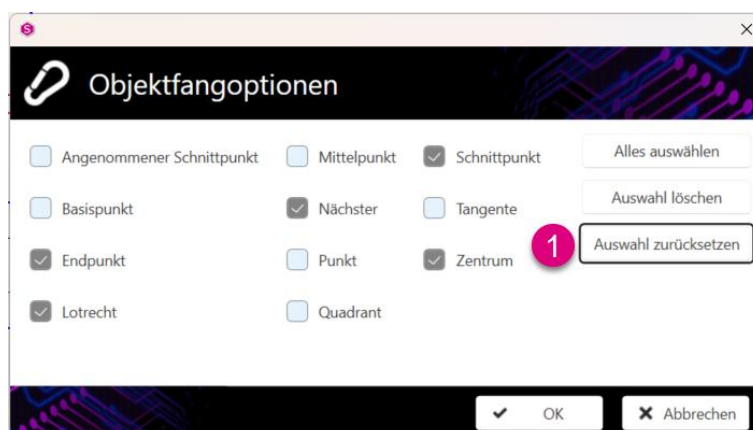 S
Objektfangoptionen
Angenommener Schnittpunkt
Mittelpunkt
Schnittpunkt
Alles auswählen
Basispunkt
Nächster
Tangente
Auswahl löschen
Endpunkt
Punkt
Zentrum
1
Auswahl zurücksetzen
Lotrecht
Quadrant
OK
Abbrechen